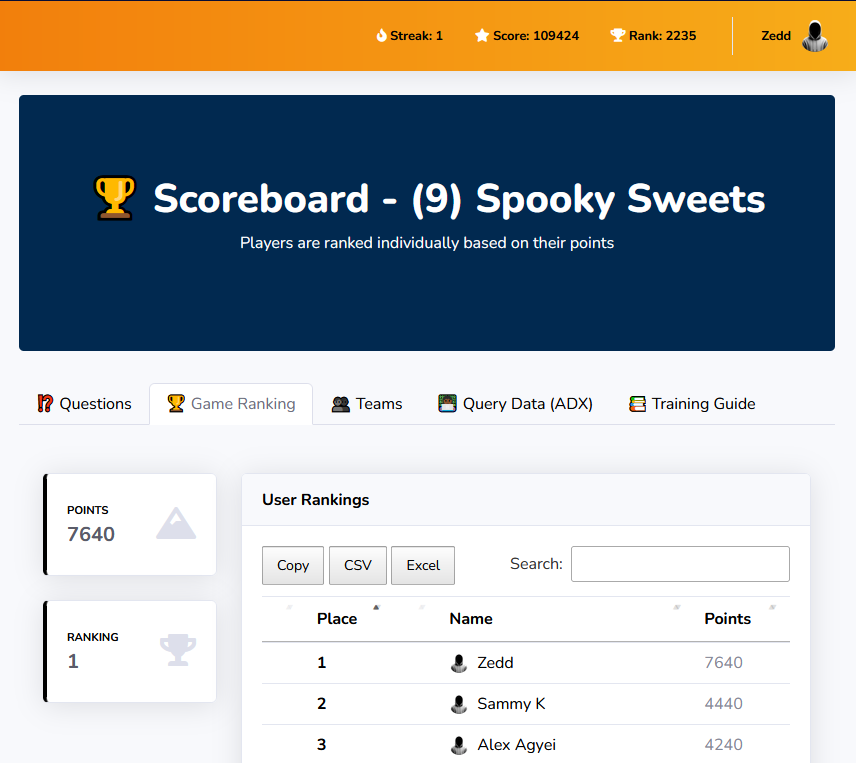 Streak: 1 Score: 109424 Rank: 2235 Zedd
Scoreboard - (9) Spooky Sweets
Players are ranked individually based on their points
Questions Game Ranking Teams Query Data (ADX) Training Guide
POINTS
7640
RANKING
1
User Rankings
Copy CSV Excel Search:
Place Name Points
1 Zedd 7640
2 Sammy K 4440
3 Alex Agyei 4240